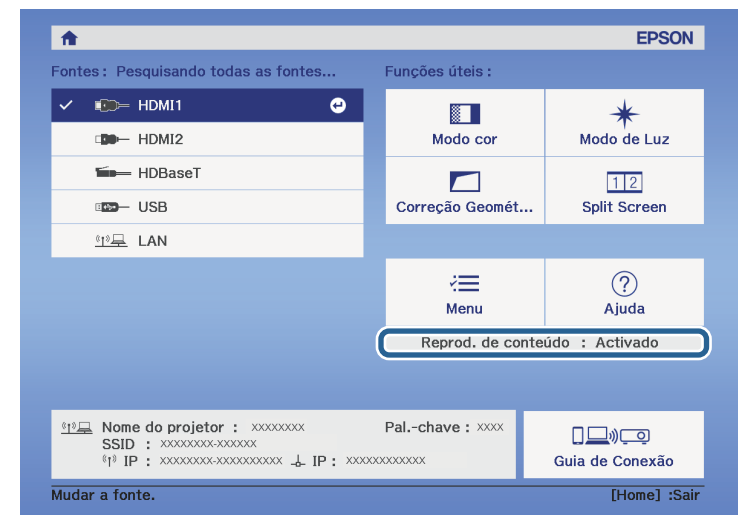 EPSON
Fontes : Pesquisando todas as fontes...
HDMI1
HDMI2
HDBaseT
USB
LAN
Funções úteis :
Modo cor
Modo de Luz
Correção Geomét...
1 2
Split Screen
Menu
? 
Ajuda
Reprod. de conteúdo : Activado
Nome do projetor : xxxxxxxx
Pal.-chave : xxxx
SSID : xxxxxxxx-xxxxxx
IP : xxxxxxxx-xxxxxxxxxx IP : xxxxxxxxxxxx
Guia de Conexão
Mudar a fonte.
[Home] :Sair